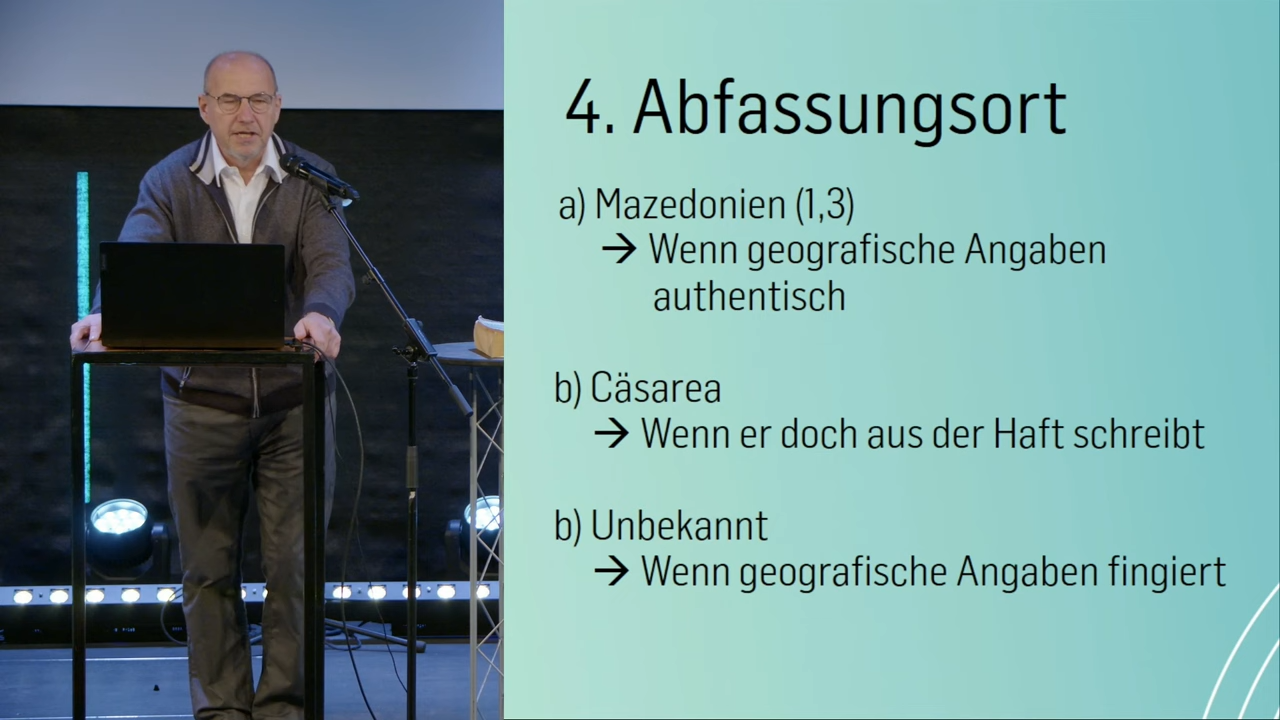 4. Abfassungsort
a) Mazedonien (1,3)
→ Wenn geografische Angaben
authentisch
b) Cäsarea
→ Wenn er doch aus der Haft schreibt
b) Unbekannt
→ Wenn geografische Angaben fingiert